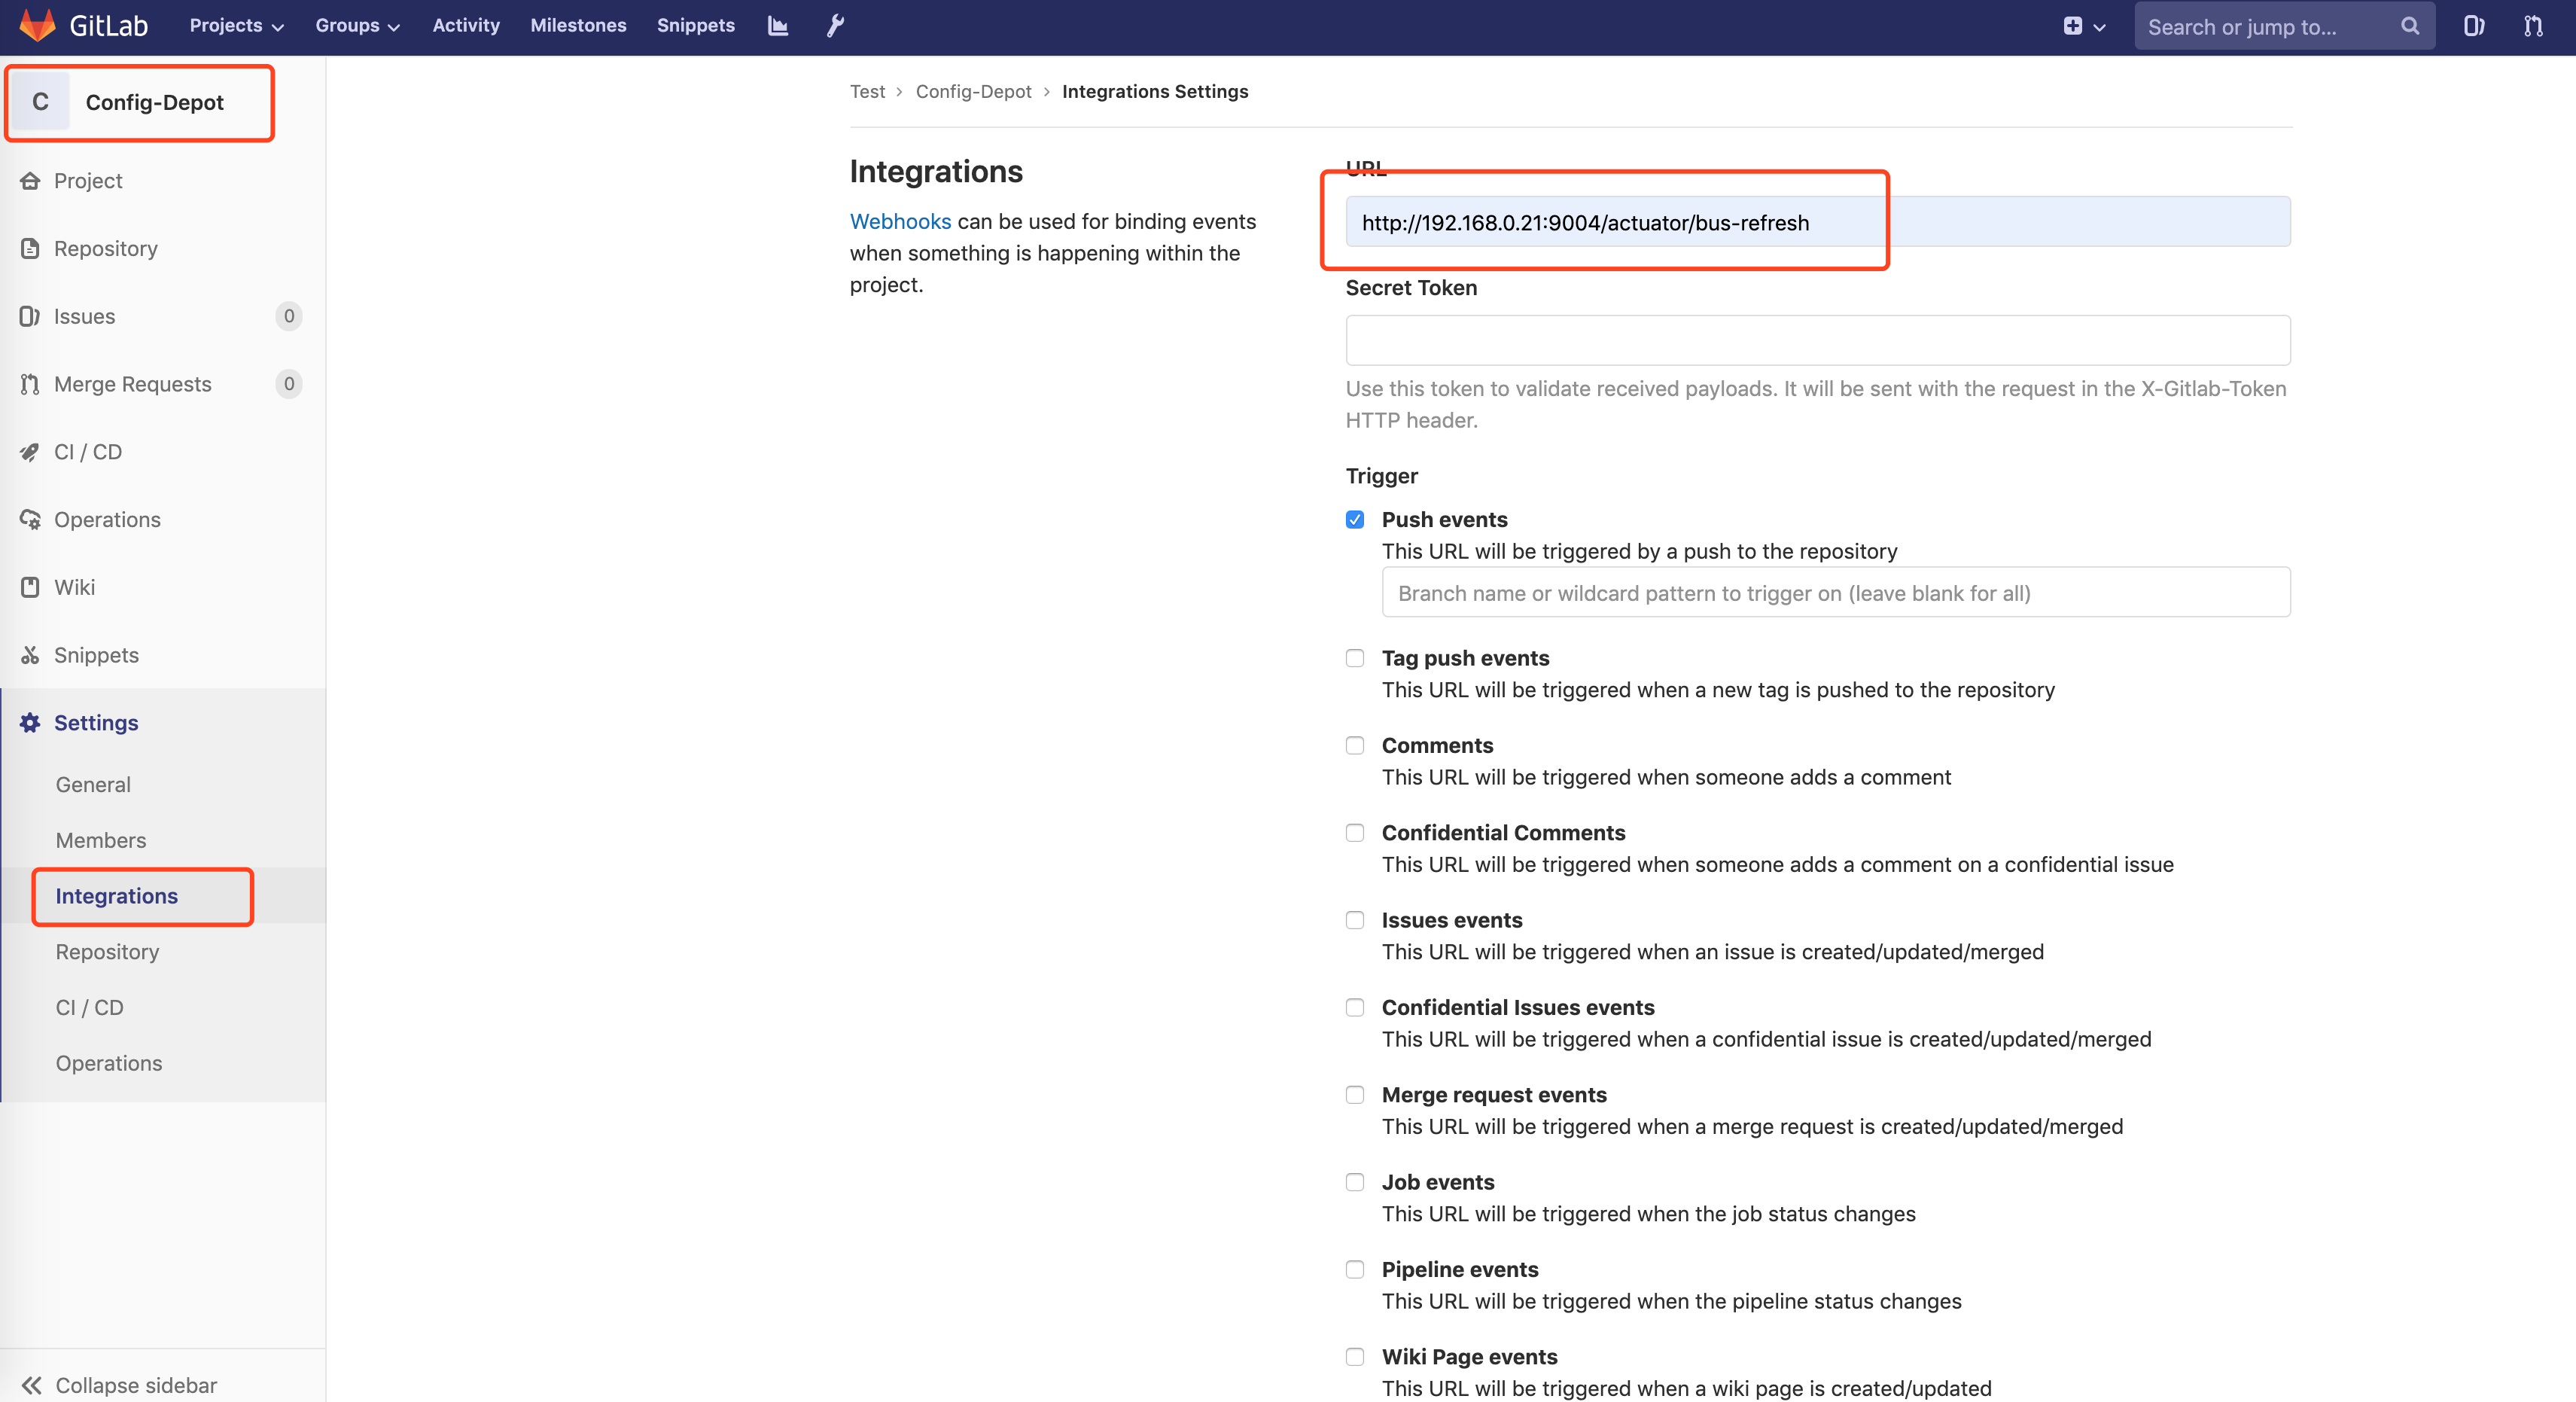 GitLab Projects Groups Activity Milestones Snippets Search or jump to...
C Config-Depot
Project
Repository
Issues 0
Merge Requests 0
CI / CD
Operations
Wiki
Snippets
Settings
General
Members
Integrations
Repository
CI / CD
Operations
Collapse sidebar
Test › Config-Depot › Integrations Settings
Integrations
Webhooks can be used for binding events
when something is happening within the
project.
URL
http://192.168.0.21:9004/actuator/bus-refresh
Secret Token
Use this token to validate received payloads. It will be sent with the request in the X-Gitlab-Token
HTTP header.
Trigger
Push events
This URL will be triggered by a push to the repository
Branch name or wildcard pattern to trigger on (leave blank for all)
Tag push events
This URL will be triggered when a new tag is pushed to the repository
Comments
This URL will be triggered when someone adds a comment
Confidential Comments
This URL will be triggered when someone adds a comment on a confidential issue
Issues events
This URL will be triggered when an issue is created/updated/merged
Confidential Issues events
This URL will be triggered when a confidential issue is created/updated/merged
Merge request events
This URL will be triggered when a merge request is created/updated/merged
Job events
This URL will be triggered when the job status changes
Pipeline events
This URL will be triggered when the pipeline status changes
Wiki Page events
This URL will be triggered when a wiki page is created/updated